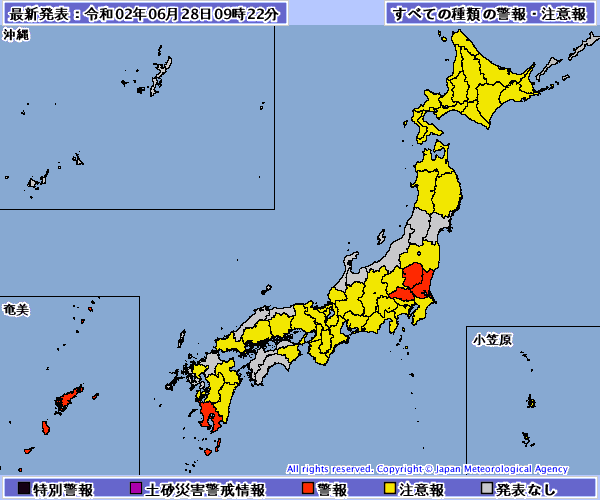 最新発表：令和02年06月28日09時22分
すべての種類の警報・注意報
沖縄
奄美
小笠原
All rights reserved. Copyright © Japan Meteorological Agency
特別警報 土砂災害警戒情報 警報 注意報 発表なし